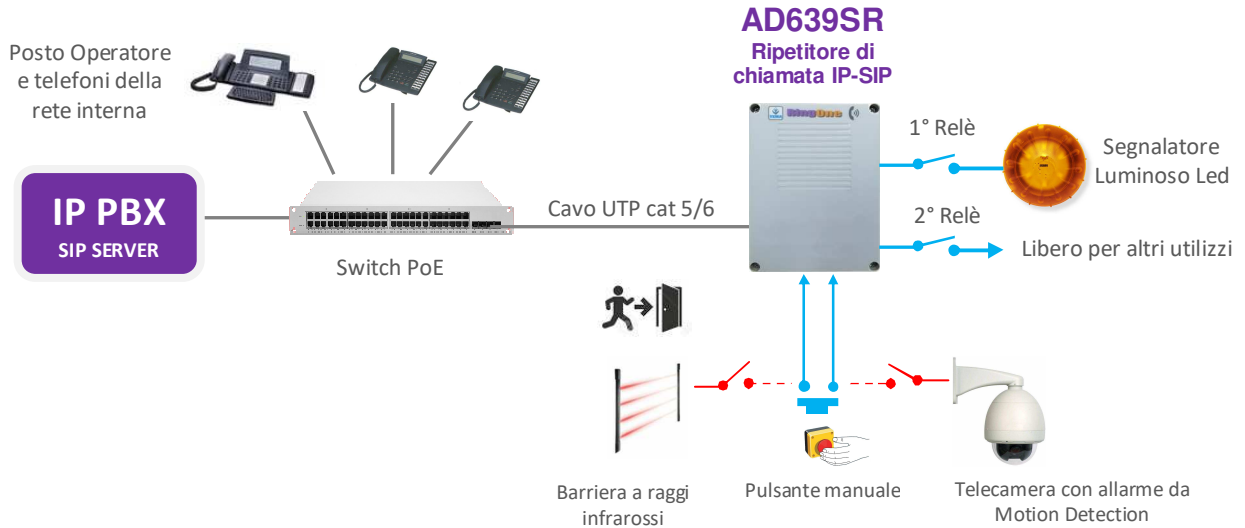 AD639SR
Ripetitore di
chiamata IP-SIP
Posto Operatore
e telefoni della
rete interna
RingOne
1° Relè
Segnalatore
Luminoso Led
IP PBX
SIP SERVER
Cavo UTP cat 5/6
2° Relè
Libero per altri utilizzi
Switch PoE
Barriera a raggi
infrarossi
Pulsante manuale
Telecamera con allarme da
Motion Detection